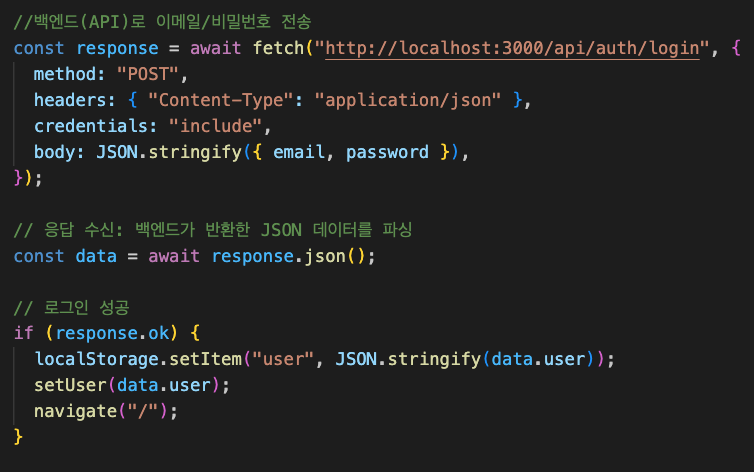 //백엔드(API)로 이메일/비밀번호 전송
const response = await fetch("http://localhost:3000/api/auth/login", {
  method: "POST",
  headers: { "Content-Type": "application/json" },
  credentials: "include",
  body: JSON.stringify({ email, password }),
});

// 응답 수신: 백엔드가 반환한 JSON 데이터를 파싱
const data = await response.json();

// 로그인 성공
if (response.ok) {
  localStorage.setItem("user", JSON.stringify(data.user));
  setUser(data.user);
  navigate("/");
}